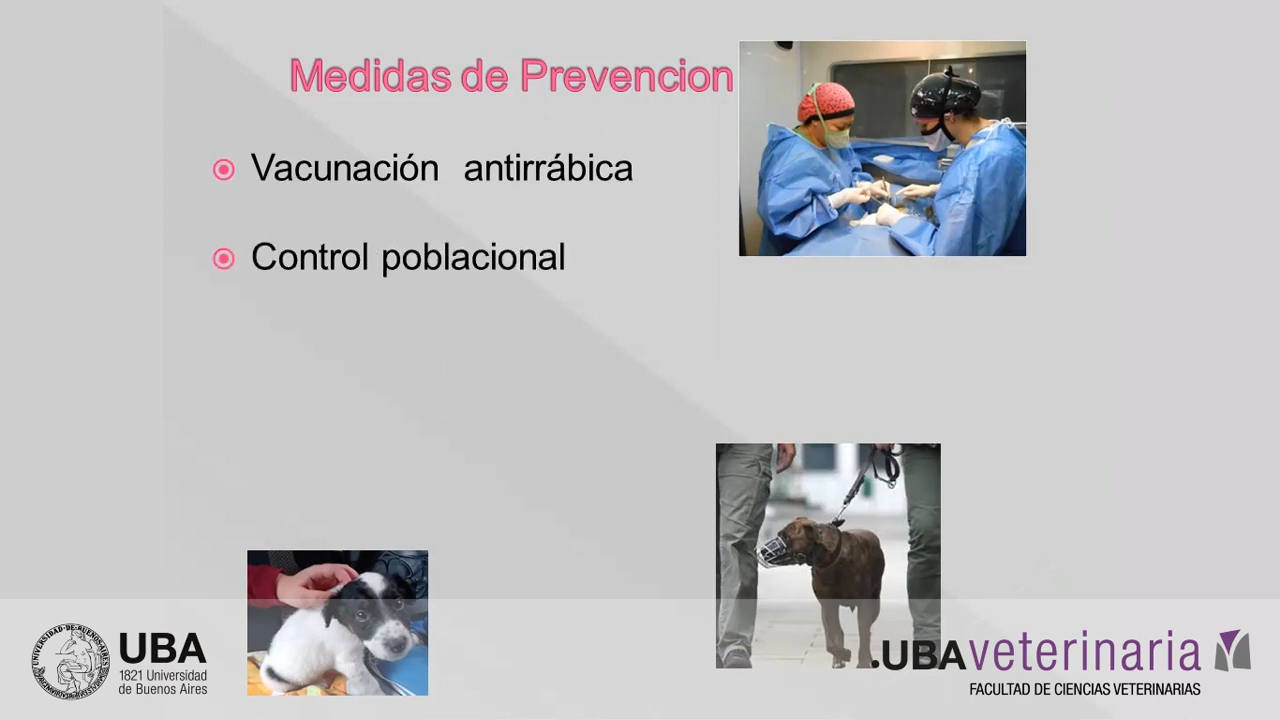 Medidas de Prevencion
Vacunación antirrábica
Control poblacional
UBA
1821 Universidad
de Buenos Aires
.UBAveterinaria
FACULTAD DE CIENCIAS VETERINARIAS